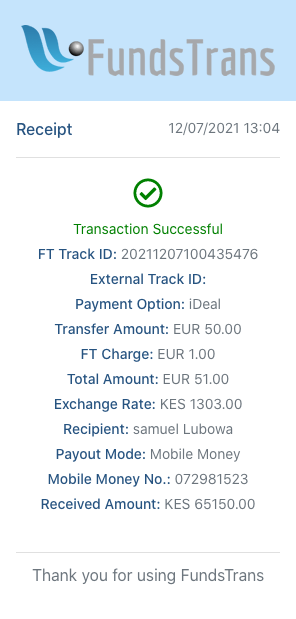 FundsTrans
Receipt 12/07/2021 13:04
Transaction Successful
FT Track ID: 20211207100435476
External Track ID:
Payment Option: iDeal
Transfer Amount: EUR 50.00
FT Charge: EUR 1.00
Total Amount: EUR 51.00
Exchange Rate: KES 1303.00
Recipient: samuel Lubowa
Payout Mode: Mobile Money
Mobile Money No.: 072981523
Received Amount: KES 65150.00
Thank you for using FundsTrans